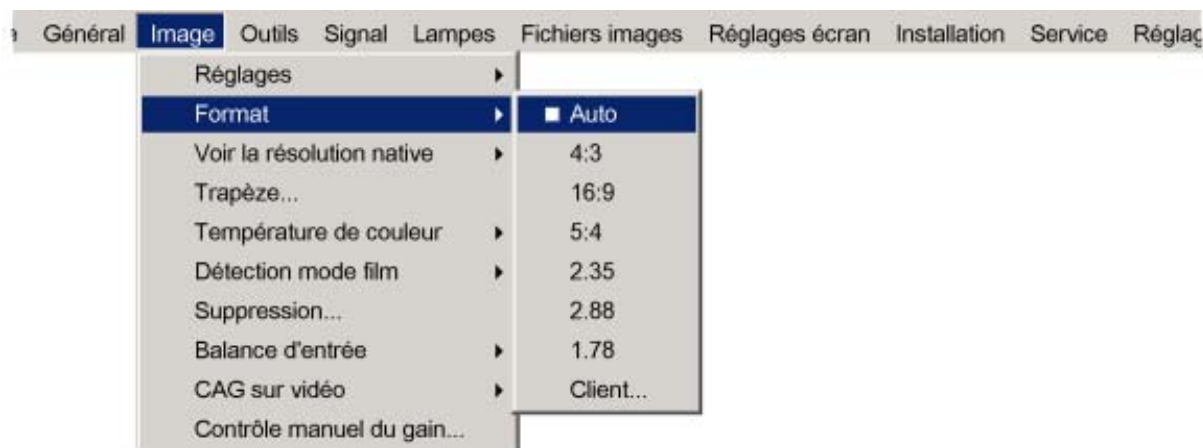 Général Image Outils Signal Lampes Fichiers images Réglages écran Installation Service
Réglages
Format
Voir la résolution native
Trapèze...
Température de couleur
Détection mode film
Suppression...
Balance d'entrée
CAG sur vidéo
Contrôle manuel du gain...
Auto
4:3
16:9
5:4
2.35
2.88
1.78
Client...